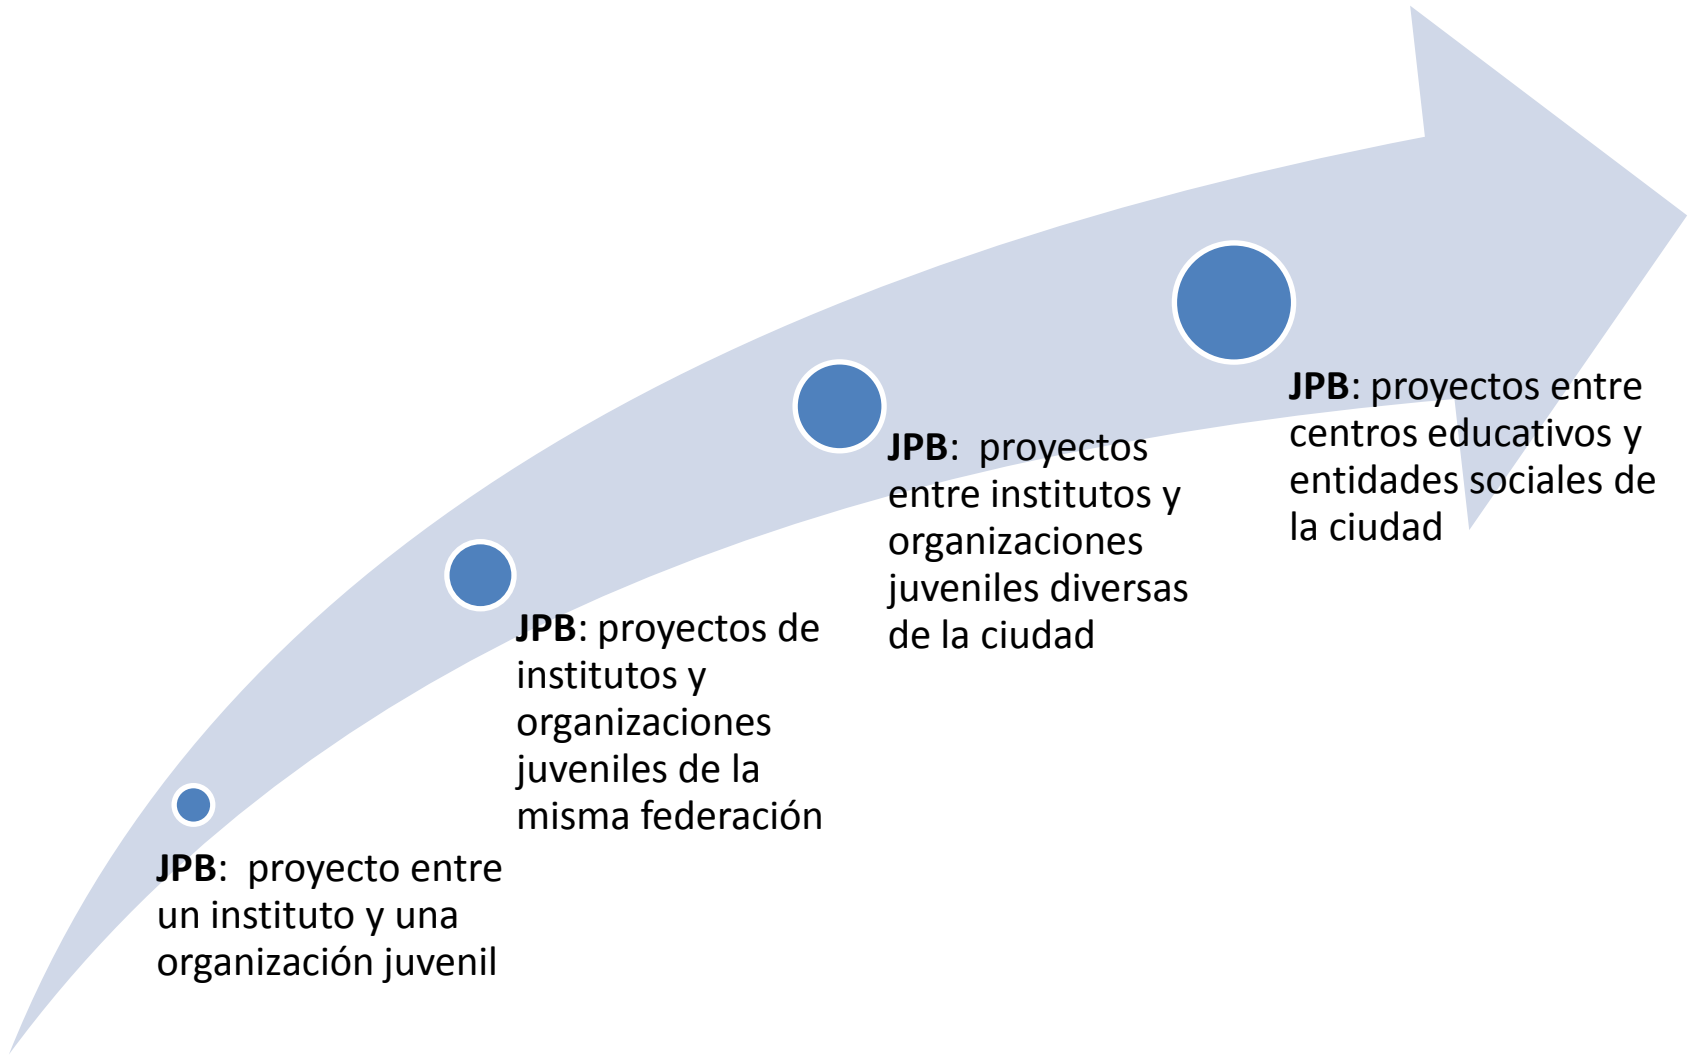 JPB: proyecto entre
un instituto y una
organización juvenil
JPB: proyectos de
institutos y
organizaciones
juveniles de la
misma federación
JPB: proyectos
entre institutos y
organizaciones
juveniles diversas
de la ciudad
JPB: proyectos entre
centros educativos y
entidades sociales de
la ciudad